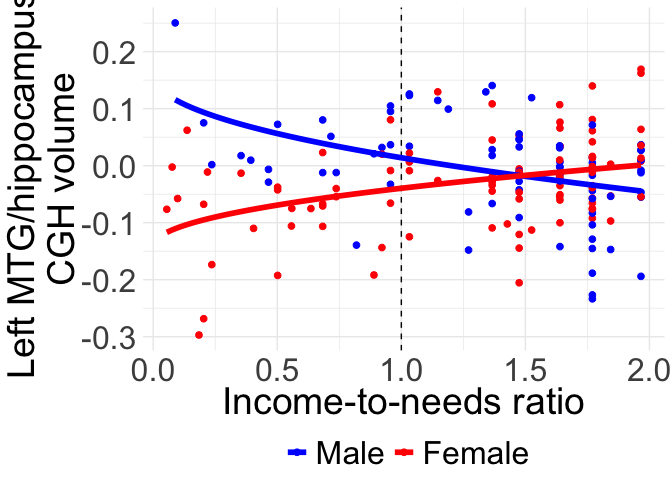 Left MTG/hippocampus
CGH volume
0.2
0.1
0.0
-0.1
-0.2
-0.3
0.0 0.5 1.0 1.5 2.0
Income-to-needs ratio
Male Female